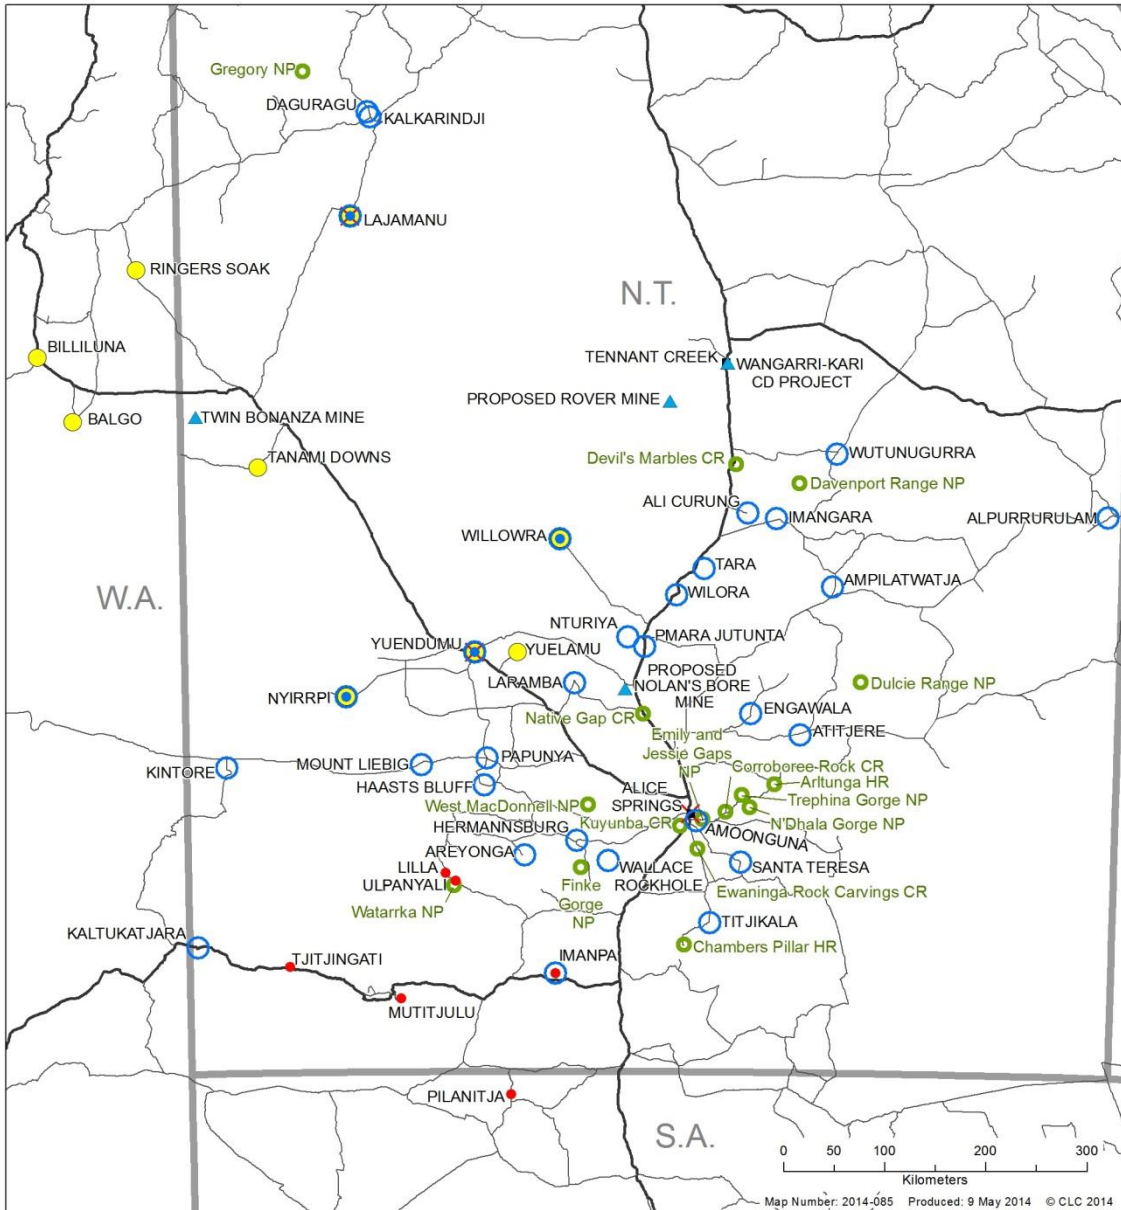 Gregory NP
DAGURAGU
KALKARINDJI
LAJAMANU
RINGERS SOAK
N.T.
BILLILUNA
TENNANT CREEK
WANGARRI-KARI
CD PROJECT
PROPOSED ROVER MINE
BALGO
TWIN BONANZA MINE
TANAMI DOWNS
Devil's Marbles CR
WUTUNUGURRA
Davenport Range NP
ALI CURUNG
IMANGARA
ALPURRURULAM
WILLOWRA
TARA
AMPILATWATJA
WILORA
W.A.
NTURIYA
PMARA JUTUNTA
YUENDUMU
YUELAMU
PROPOSED
NOLAN'S BORE
MINE
LARAMBA
Dulcie Range NP
NYIRRPI
Native Gap CR
ENGAWALA
Emily and
Jessie Gaps
NP
ATITJERE
PAPUNYA
MOUNT LIEBIG
KINTORE
Corroboree Rock CR
HAASTS BLUFF
ALICE
SPRINGS
Arltunga HR
Trephina Gorge NP
West MacDonnell NP
Kuyunba CR
N'Dhala Gorge NP
HERMANNSBURG
AMOONGUNA
AREYONGA
WALLACE
ROCKHOLE
SANTA TERESA
LILLA
ULPANYALI
Finke
Gorge
NP
Ewaninga Rock Carvings CR
Watarrka NP
TITJIKALA
KALTUKATJARA
Chambers Pillar HR
TJITJINGATI
IMANPA
MUTITJULU
PILANITJA
S.A.
0 50 100 200 300
Kilometers
Map Number: 2014-085 Produced: 9 May 2014 © CLC 2014